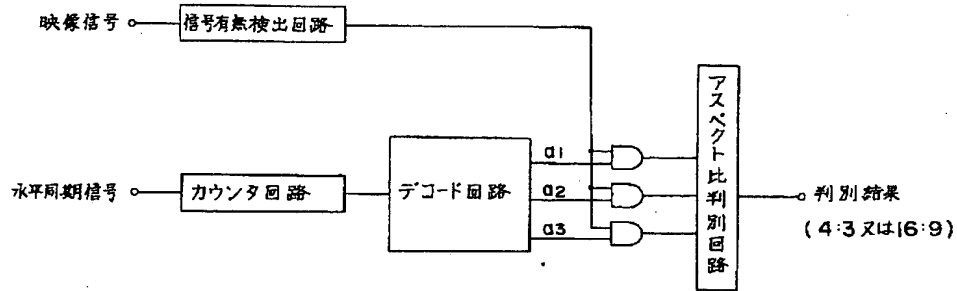 映像信号
信号有無検出回路
水平同期信号
カウンタ回路
デコード回路
a1
a2
a3
アスペクト比判別回路
判別結果
(4:3又は16:9)